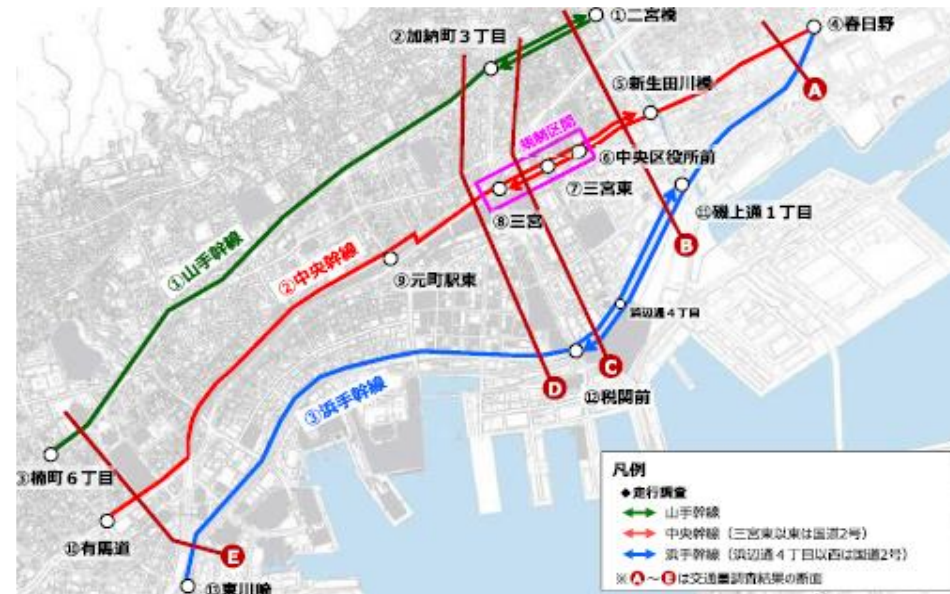 ①二宮橋
②加納町３丁目
④春日野
⑤新生田川橋
A
規制区間
⑥中央区役所前
⑦三宮東
⑧三宮
⑪磯上通１丁目
B
①山手幹線
②中央幹線
⑨元町駅東
浜辺通４丁目
③浜手幹線
C
D
⑫税関前
③楠町６丁目
⑩有馬道
E
⑬東川崎
凡例
◆走行調査
山手幹線
中央幹線（三宮東以東は国道2号）
浜手幹線（浜辺通４丁目以西は国道2号）
※A～Eは交通量調査結果の断面